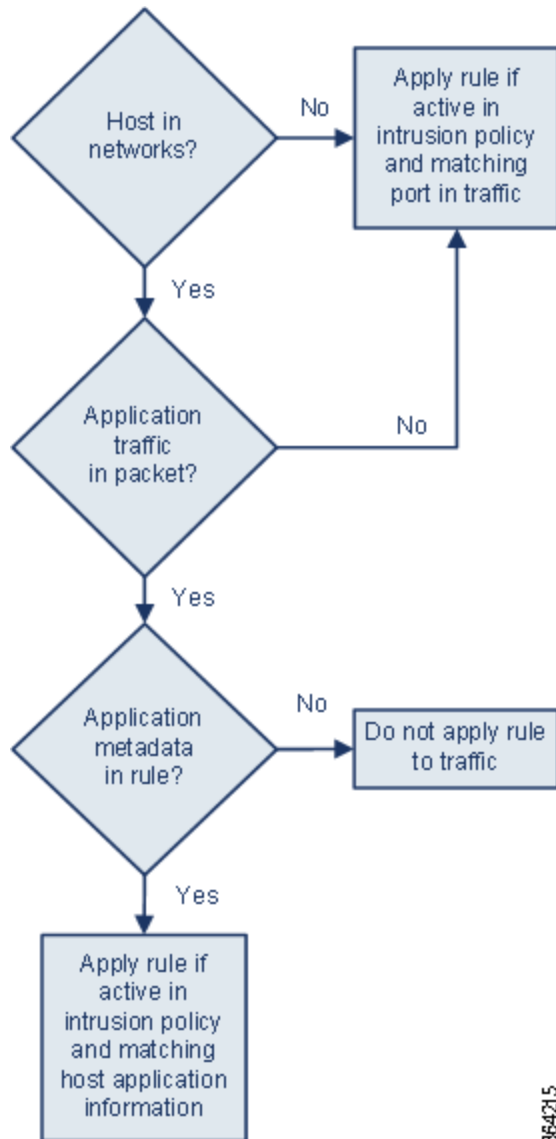 Host in
networks?
No
Apply rule if
active in
intrusion policy
and matching
port in traffic
Yes
Application
traffic
in packet?
No
Yes
Application
metadata
in rule?
No
Do not apply rule
to traffic
Yes
Apply rule if
active in
intrusion policy
and matching
host application
information
364215